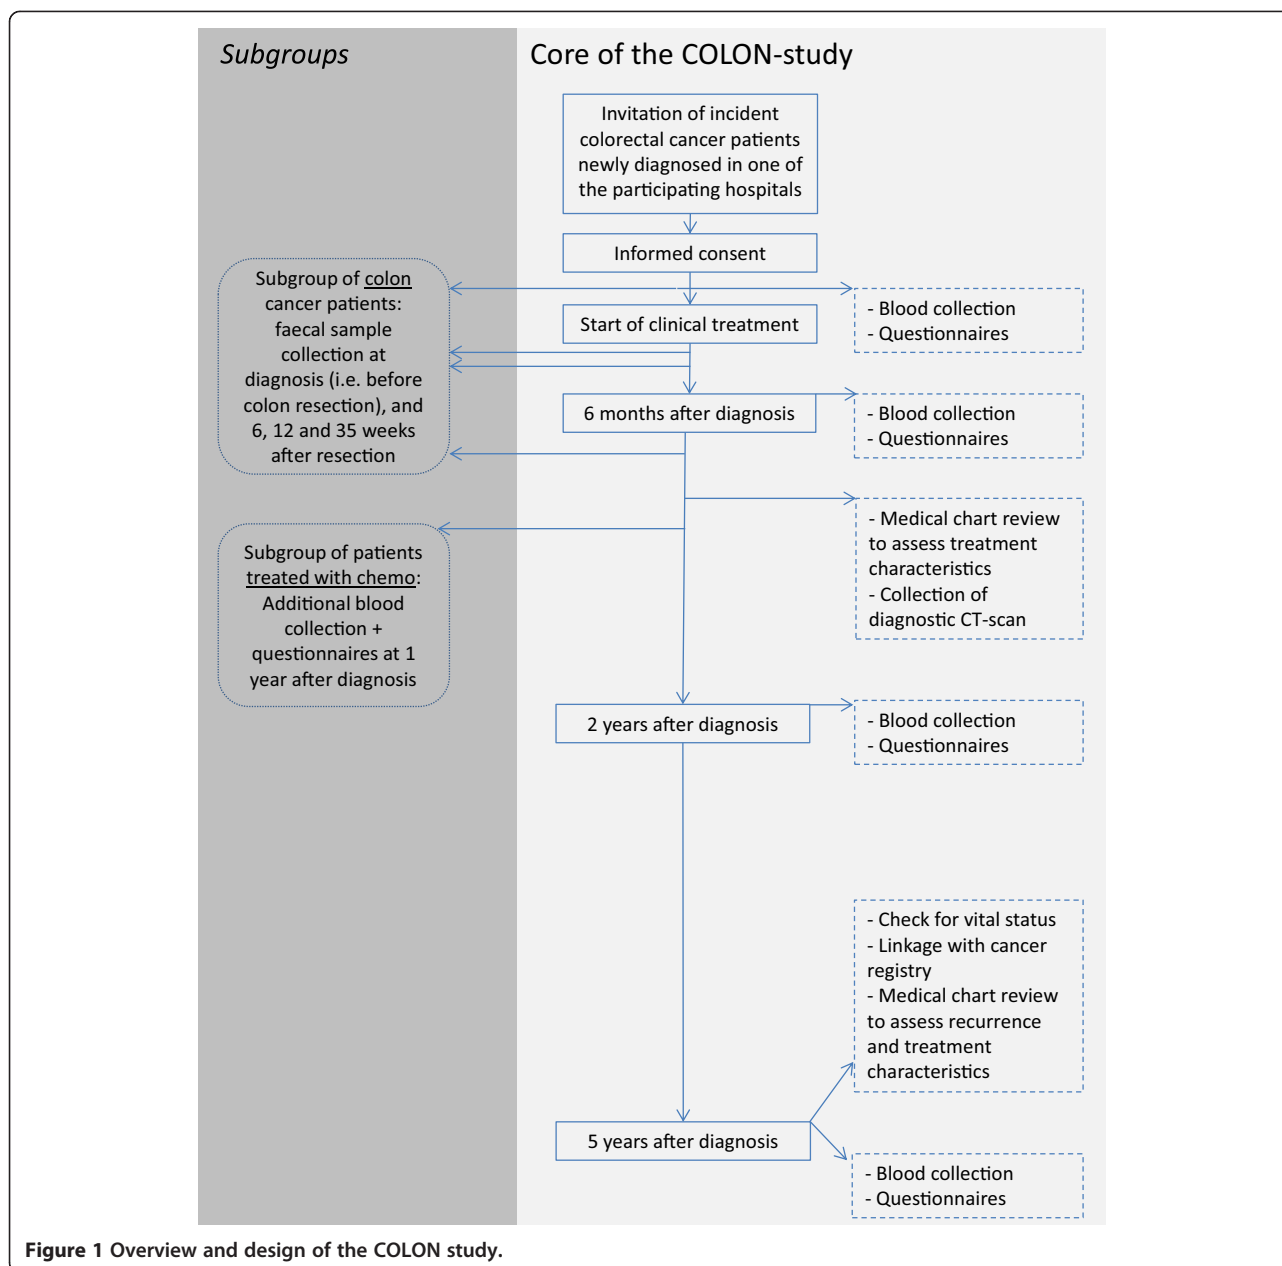 Subgroups
Core of the COLON-study
Invitation of incident
colorectal cancer patients
newly diagnosed in one of
the participating hospitals
Informed consent
Subgroup of colon
cancer patients:
faecal sample
collection at
diagnosis (i.e. before
colon resection), and
6, 12 and 35 weeks
after resection
Start of clinical treatment
- Blood collection
- Questionnaires
6 months after diagnosis
- Blood collection
- Questionnaires
- Medical chart review
to assess treatment
characteristics
- Collection of
diagnostic CT-scan
Subgroup of patients
treated with chemo:
Additional blood
collection +
questionnaires at 1
year after diagnosis
2 years after diagnosis
- Blood collection
- Questionnaires
- Check for vital status
- Linkage with cancer
registry
- Medical chart review
to assess recurrence
and treatment
characteristics
5 years after diagnosis
- Blood collection
- Questionnaires
Figure 1 Overview and design of the COLON study.